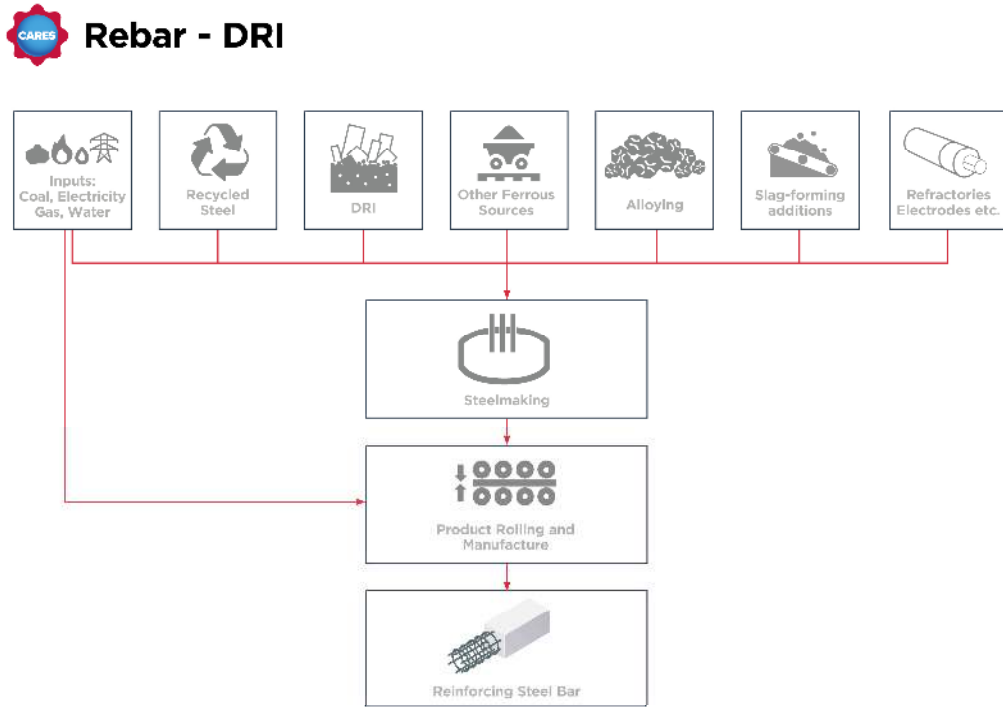 CARES
Rebar - DRI
Inputs:
Coal, Electricity
Gas, Water
Recycled
Steel
DRI
Other Ferrous
Sources
Alloying
Slag-forming
additions
Refractories
Electrodes etc.
Steelmaking
Product Rolling and
Manufacture
Reinforcing Steel Bar